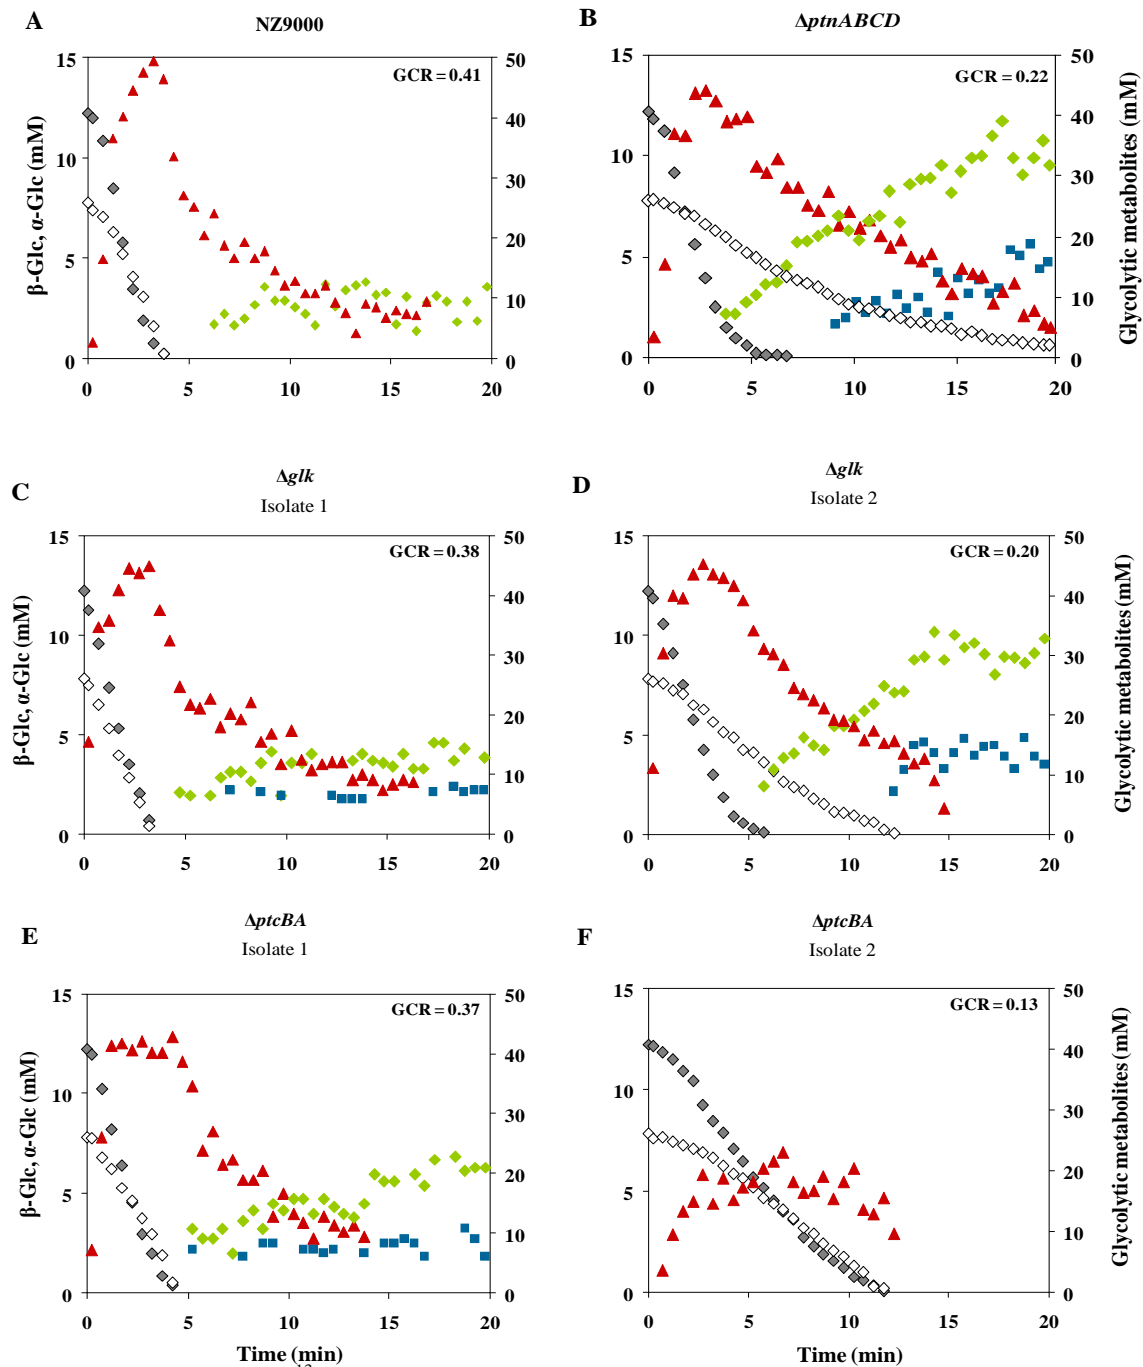 A
NZ9000
B
ΔptnABCD
GCR = 0.41
GCR = 0.22
β-Glc, α-Glc (mM)
Glycolytic metabolites (mM)
15
10
5
0
50
40
30
20
10
0
15
10
5
0
50
40
30
20
10
0
0 5 10 15 20
0 5 10 15 20
C
Δglk
Isolate 1
D
Δglk
Isolate 2
GCR = 0.38
GCR = 0.20
β-Glc, α-Glc (mM)
Glycolytic metabolites (mM)
15
10
5
0
50
40
30
20
10
0
15
10
5
0
50
40
30
20
10
0
0 5 10 15 20
0 5 10 15 20
E
ΔptcBA
Isolate 1
F
ΔptcBA
Isolate 2
GCR = 0.37
GCR = 0.13
β-Glc, α-Glc (mM)
Glycolytic metabolites (mM)
15
10
5
0
50
40
30
20
10
0
15
10
5
0
50
40
30
20
10
0
0 5 10 15 20
0 5 10 15 20
Time (min)
Time (min)